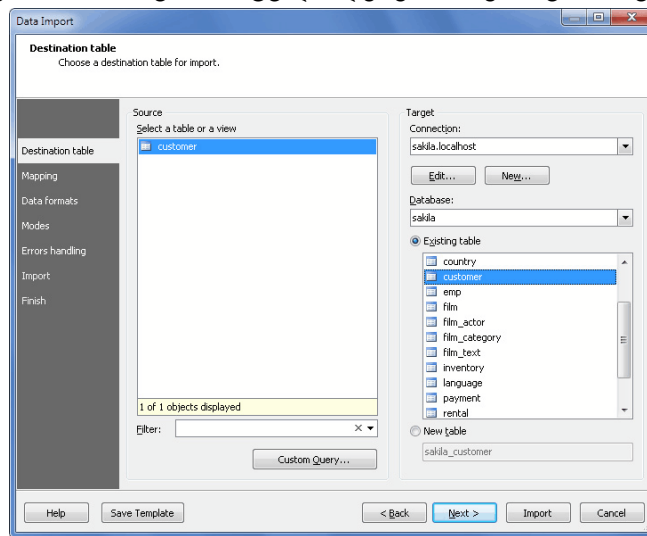 Data Import
Destination table
Choose a destination table for import.
Destination table
Mapping
Data formats
Modes
Errors handling
Import
Finish
Source
Select a table or a view
customer
1 of 1 objects displayed
Filter:
Custom Query...
Target
Connection:
sakila.localhost
Edit... New...
Database:
sakila
Existing table
country
customer
emp
film
film_actor
film_category
film_text
inventory
language
payment
rental
New table
sakila_customer
Help Save Template < Back Next > Import Cancel